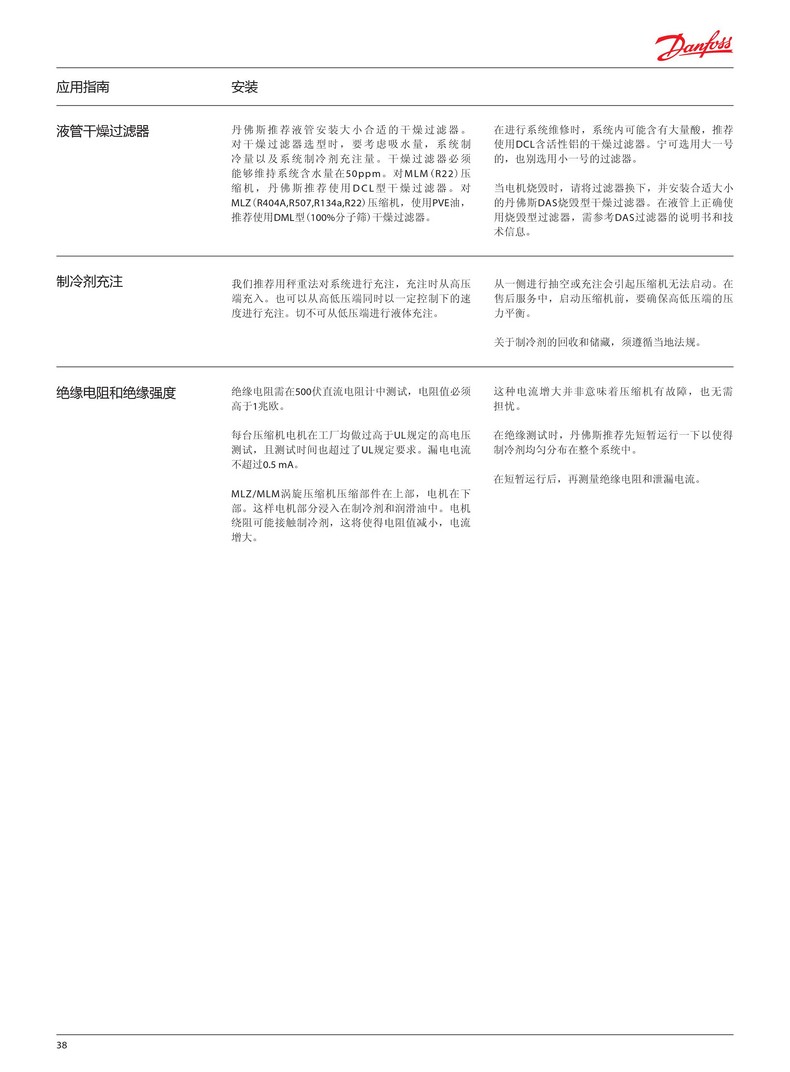 Danfoss
应用指南
安装
液管干燥过滤器
丹佛斯推荐液管安装大小合适的干燥过滤器。
对干燥过滤器选型时，要考虑吸水量，系统制
冷量以及系统制冷剂充注量。干燥过滤器必须
能够维持系统含水量在50ppm。对MLM（R22）压
缩机，丹佛斯推荐使用DCL型干燥过滤器。对
MLZ（R404A,R507,R134a,R22）压缩机，使用PVE油，
推荐使用DML型（100%分子筛）干燥过滤器。
在进行系统维修时，系统内可能含有大量酸，推荐
使用DCL含活性铝的干燥过滤器。宁可选用大一号
的，也别选用小一号的过滤器。
当电机烧毁时，请将过滤器换下，并安装合适大小
的丹佛斯DAS烧毁型干燥过滤器。在液管上正确使
用烧毁型过滤器，需参考DAS过滤器的说明书和技
术信息。
制冷剂充注
我们推荐用秤重法对系统进行充注，充注时从高压
端充入。也可以从高低压端同时以一定控制下的速
度进行充注。切不可从低压端进行液体充注。
从一侧进行抽空或充注会引起压缩机无法启动。在
售后服务中，启动压缩机前，要确保高低压端的压
力平衡。
关于制冷剂的回收和储藏，须遵循当地法规。
绝缘电阻和绝缘强度
绝缘电阻需在500伏直流电阻计中测试，电阻值必须
高于1兆欧。
每台压缩机电机在工厂均做过高于UL规定的高电压
测试，且测试时间也超过了UL规定要求。漏电电流
不超过0.5 mA。
MLZ/MLM涡旋压缩机压缩部件在上部，电机在下
部。这样电机部分浸入在制冷剂和润滑油中。电机
绕阻可能接触制冷剂，这将使得电阻值减小，电流
增大。
这种电流增大并非意味着压缩机有故障，也无需
担忧。
在绝缘测试时，丹佛斯推荐先短暂运行一下以使得
制冷剂均匀分布在整个系统中。
在短暂运行后，再测量绝缘电阻和泄漏电流。
38